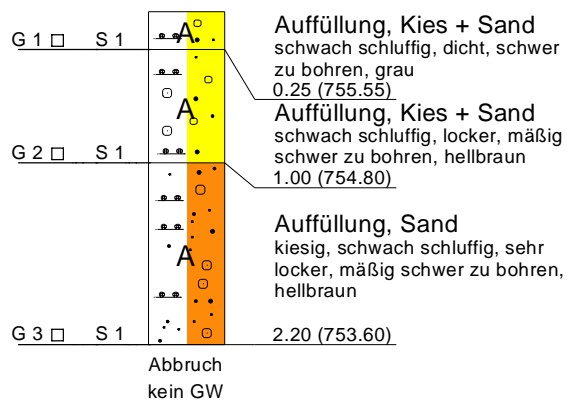 Auffüllung, Kies + Sand
G 1 S 1 A schwach schluffig, dicht, schwer
zu bohren, grau
0.25 (755.55)
A Auffüllung, Kies + Sand
schwach schluffig, locker, mäßig
G 2 S 1 schwer zu bohren, hellbraun
1.00 (754.80)
Auffüllung, Sand
A kiesig, schwach schluffig, sehr
locker, mäßig schwer zu bohren,
hellbraun
G 3 S 1 2.20 (753.60)
Abbruch
kein GW